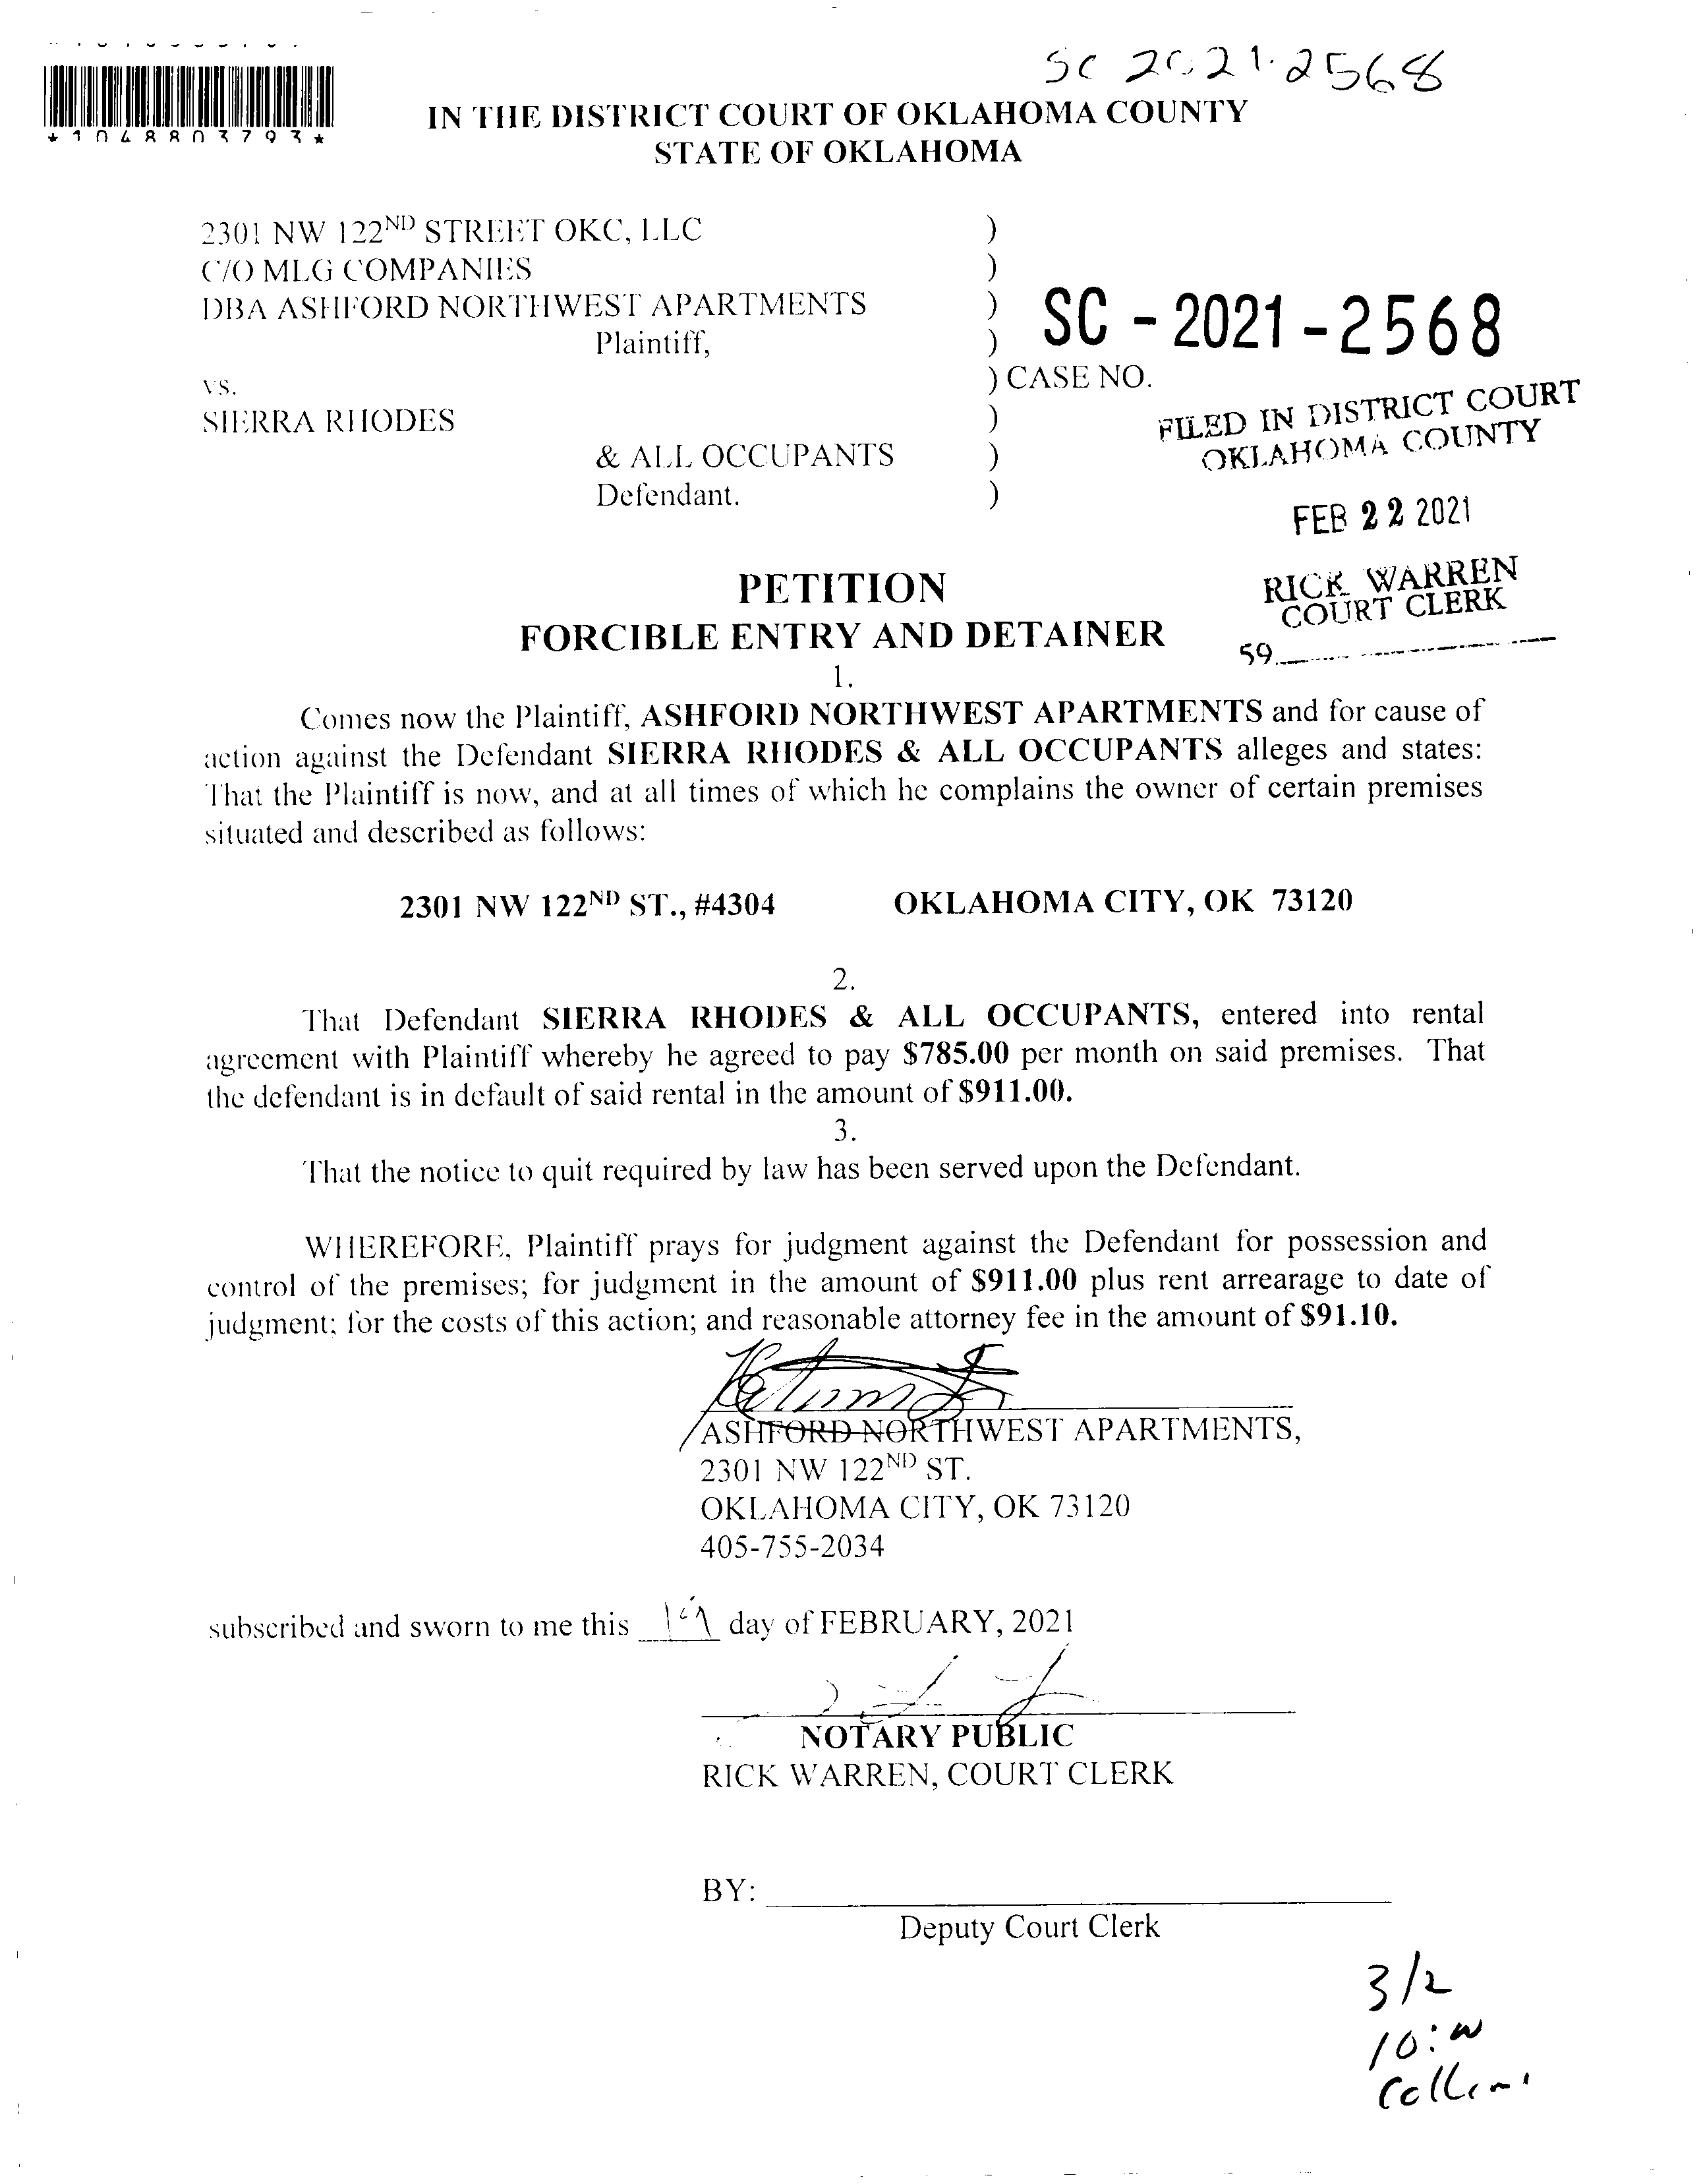 SC 2021-2568
*1048803793*
IN THE DISTRICT COURT OF OKLAHOMA COUNTY
STATE OF OKLAHOMA
2301 NW 122ND STREET OKC, LLC )
C/O MLG COMPANIES )
DBA ASHFORD NORTHWEST APARTMENTS )
Plaintiff, )
SC - 2021 - 2568
vs. ) CASE NO.
SIERRA RHODES )
& ALL OCCUPANTS )
Defendant. )
FILED IN DISTRICT COURT
OKLAHOMA COUNTY
FEB 22 2021
RICK WARREN
COURT CLERK
59
PETITION
FORCIBLE ENTRY AND DETAINER
1.
Comes now the Plaintiff, ASHFORD NORTHWEST APARTMENTS and for cause of
action against the Defendant SIERRA RHODES & ALL OCCUPANTS alleges and states:
That the Plaintiff is now, and at all times of which he complains the owner of certain premises
situated and described as follows:
2301 NW 122ND ST., #4304 OKLAHOMA CITY, OK 73120
2.
That Defendant SIERRA RHODES & ALL OCCUPANTS, entered into rental
agreement with Plaintiff whereby he agreed to pay $785.00 per month on said premises. That
the defendant is in default of said rental in the amount of $911.00.
3.
That the notice to quit required by law has been served upon the Defendant.
WHEREFORE, Plaintiff prays for judgment against the Defendant for possession and
control of the premises; for judgment in the amount of $911.00 plus rent arrearage to date of
judgment; for the costs of this action; and reasonable attorney fee in the amount of $91.10.
ASHFORD NORTHWEST APARTMENTS,
2301 NW 122ND ST.
OKLAHOMA CITY, OK 73120
405-755-2034
subscribed and sworn to me this day of FEBRUARY, 2021
NOTARY PUBLIC
RICK WARREN, COURT CLERK
BY:
Deputy Court Clerk
3/2